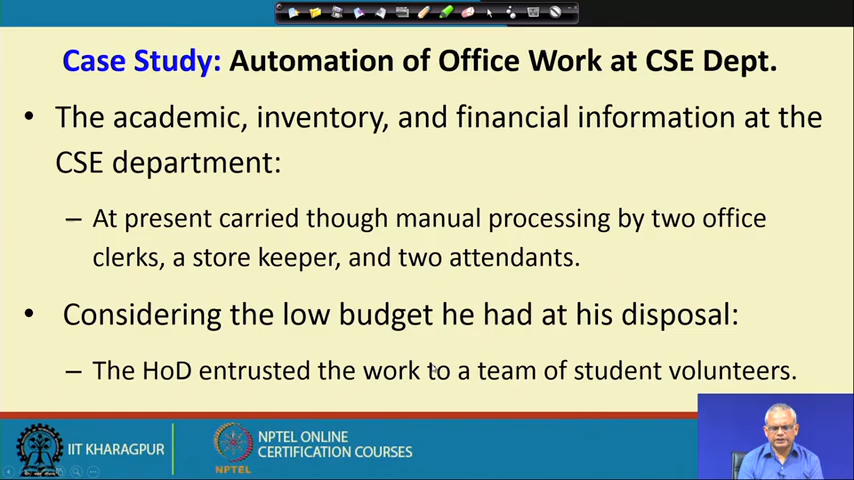 Case Study: Automation of Office Work at CSE Dept.
• The academic, inventory, and financial information at the
CSE department:
– At present carried though manual processing by two office
clerks, a store keeper, and two attendants.
• Considering the low budget he had at his disposal:
– The HoD entrusted the work to a team of student volunteers.
IIT KHARAGPUR
NPTEL
NPTEL ONLINE
CERTIFICATION COURSES